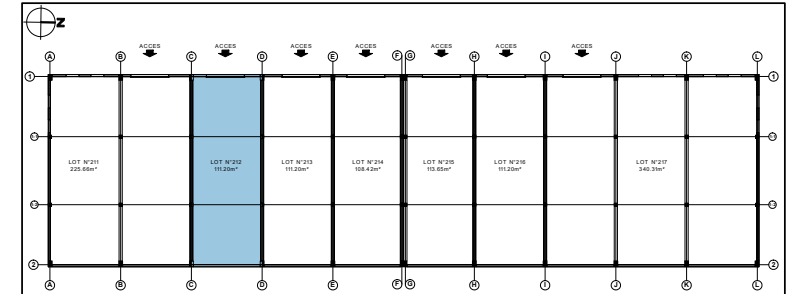 Z
ACCES ACCES ACCES ACCES ACCES ACCES ACCES
A B C D E F G H I J K L
1 1
LOT N°211 LOT N°212 LOT N°213 LOT N°214 LOT N°215 LOT N°216 LOT N°217
225.66m² 111.20m² 111.20m² 108.42m² 113.65m² 111.20m² 340.31m²
2 2
A B C D E F G H I J K L